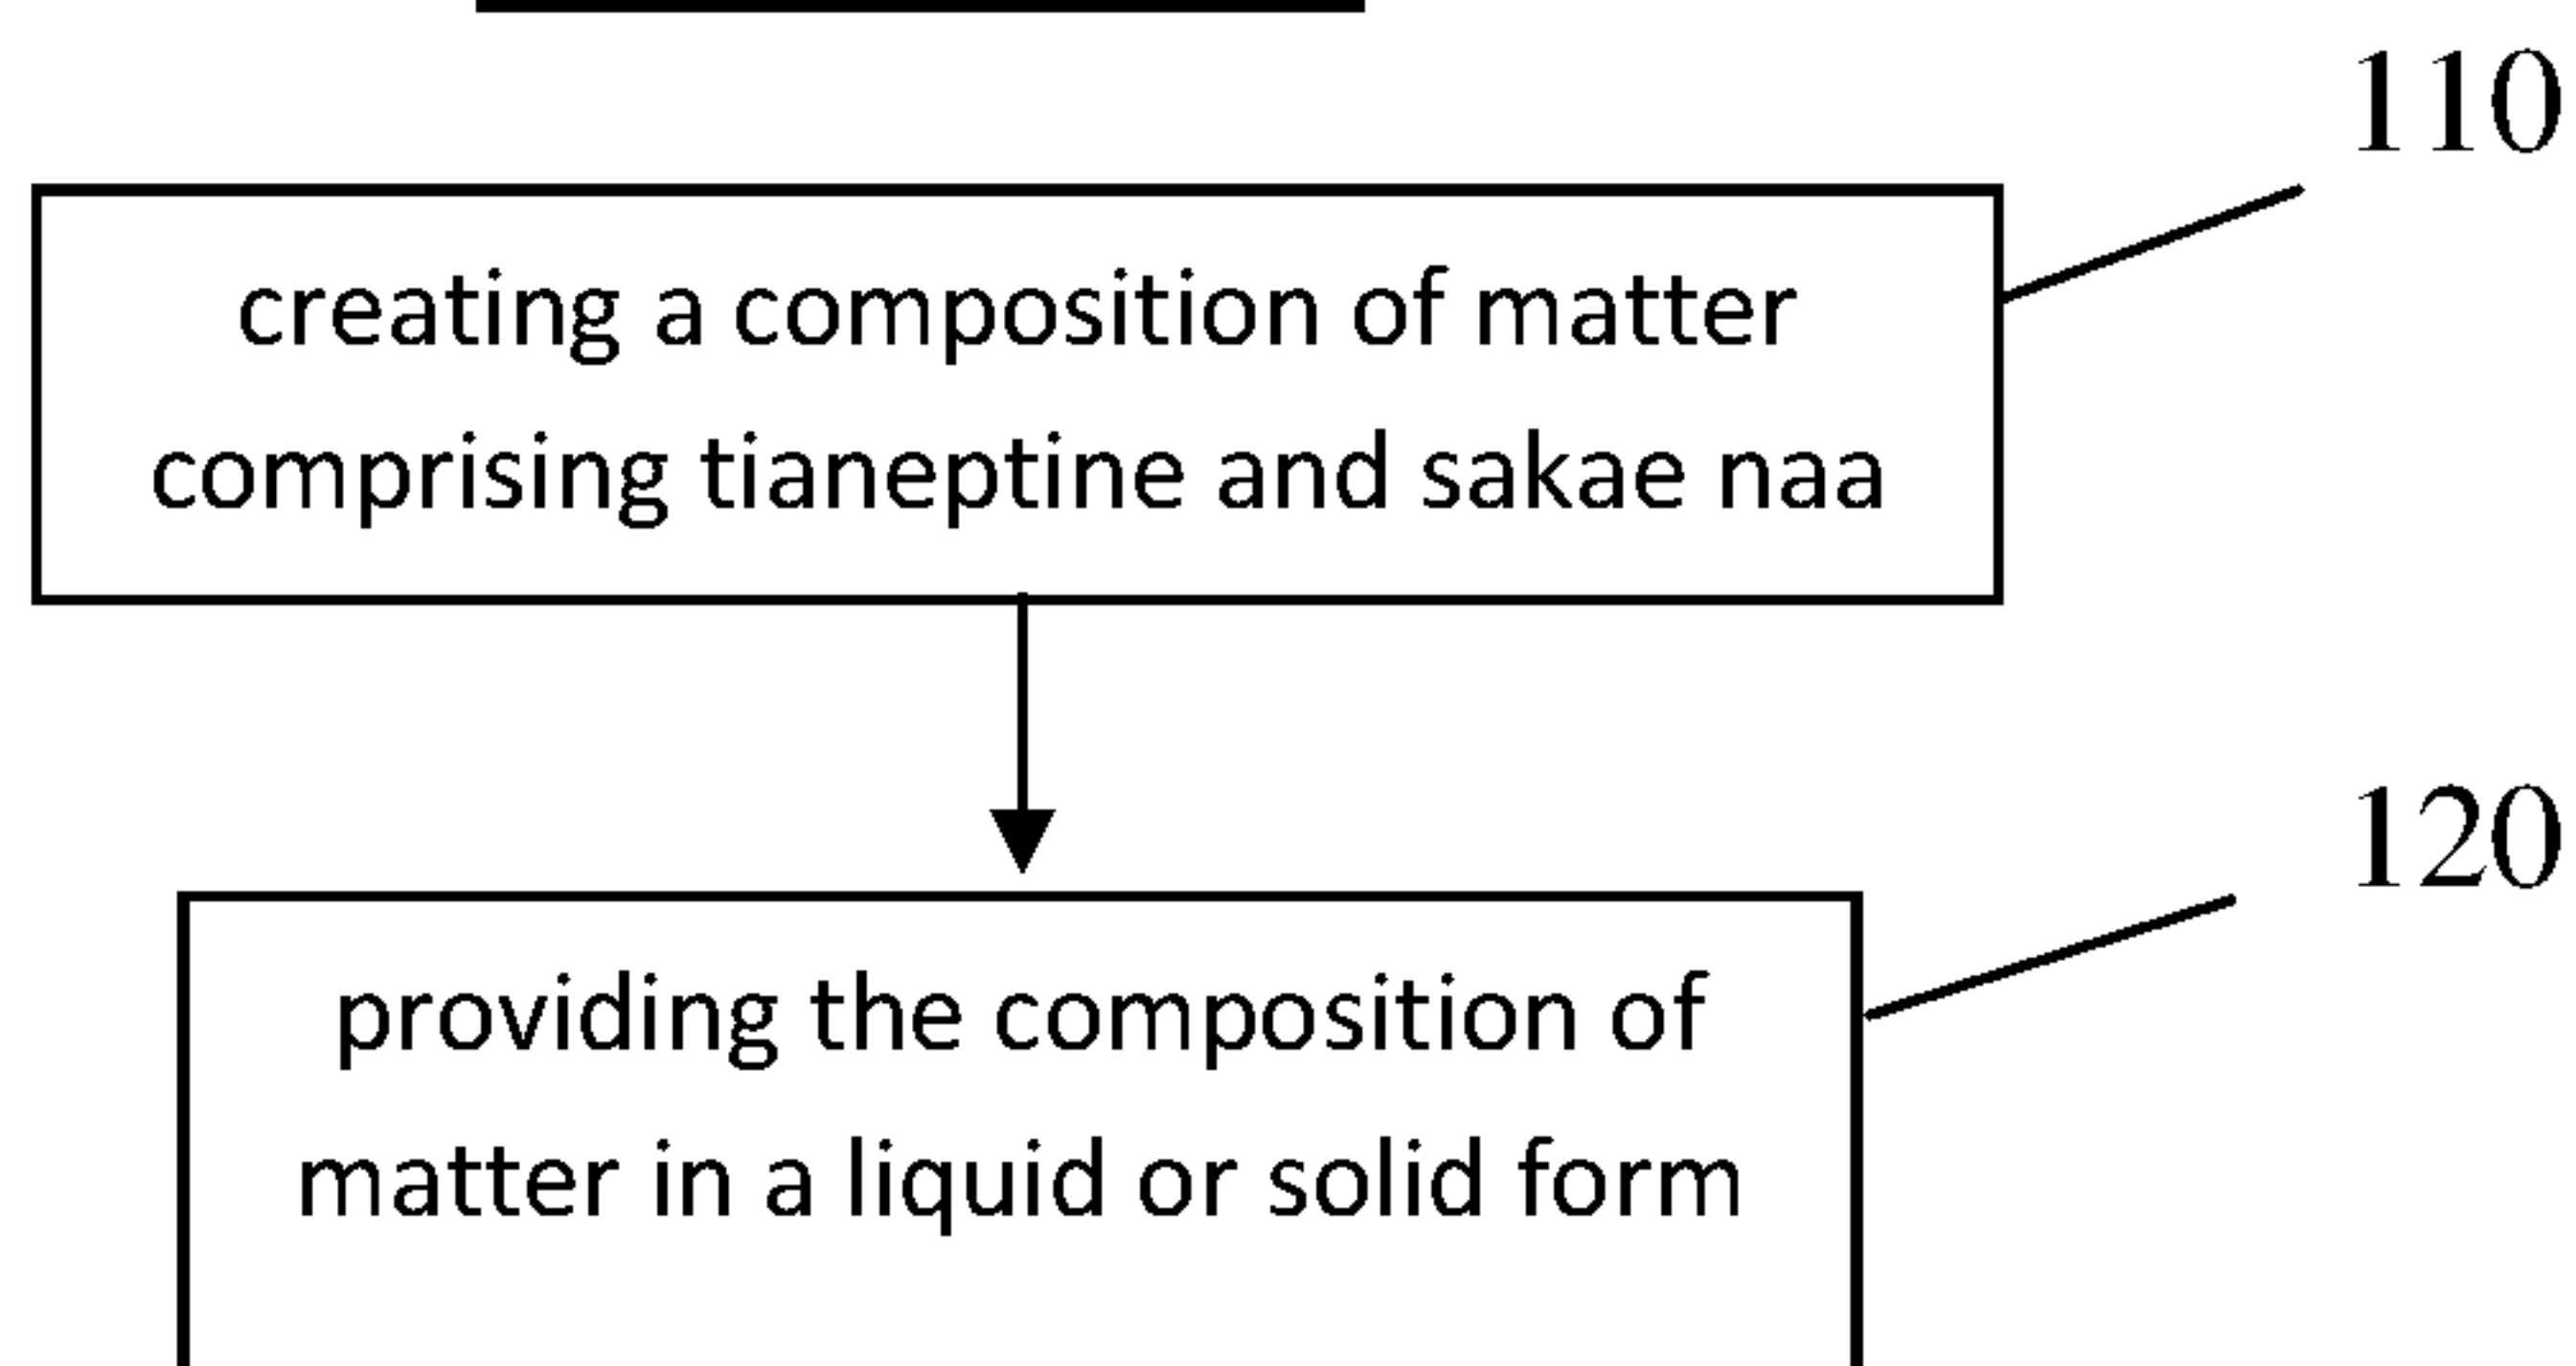 110
creating a composition of matter
comprising tianeptine and sakae naa
120
providing the composition of
matter in a liquid or solid form